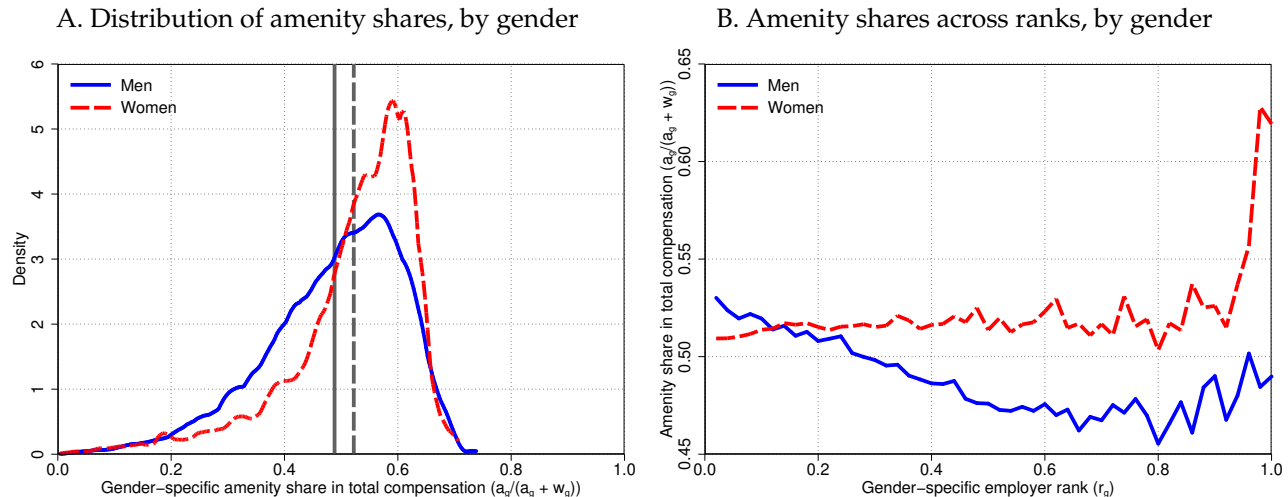 A. Distribution of amenity shares, by gender
Men
Women
Density
0
1
2
3
4
5
6
0.0
0.2
0.4
0.6
0.8
1.0
Gender−specific amenity share in total compensation (a_g/(a_g + w_g))
B. Amenity shares across ranks, by gender
Men
Women
Amenity share in total compensation (a_g/(a_g + w_g))
0.45
0.50
0.55
0.60
0.65
0.0
0.2
0.4
0.6
0.8
1.0
Gender−specific employer rank (r_g)